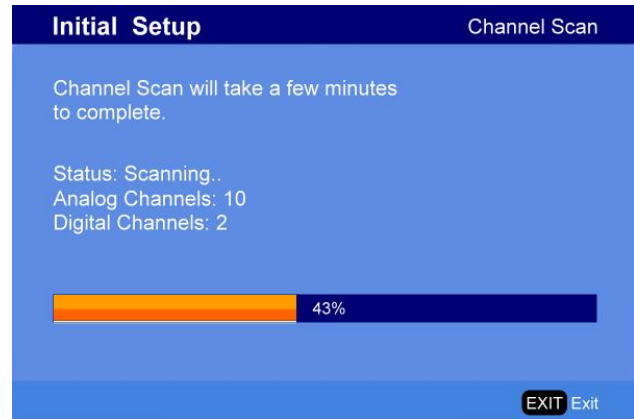 Initial Setup
Channel Scan
Channel Scan will take a few minutes
to complete.
Status: Scanning..
Analog Channels: 10
Digital Channels: 2
43%
EXIT Exit